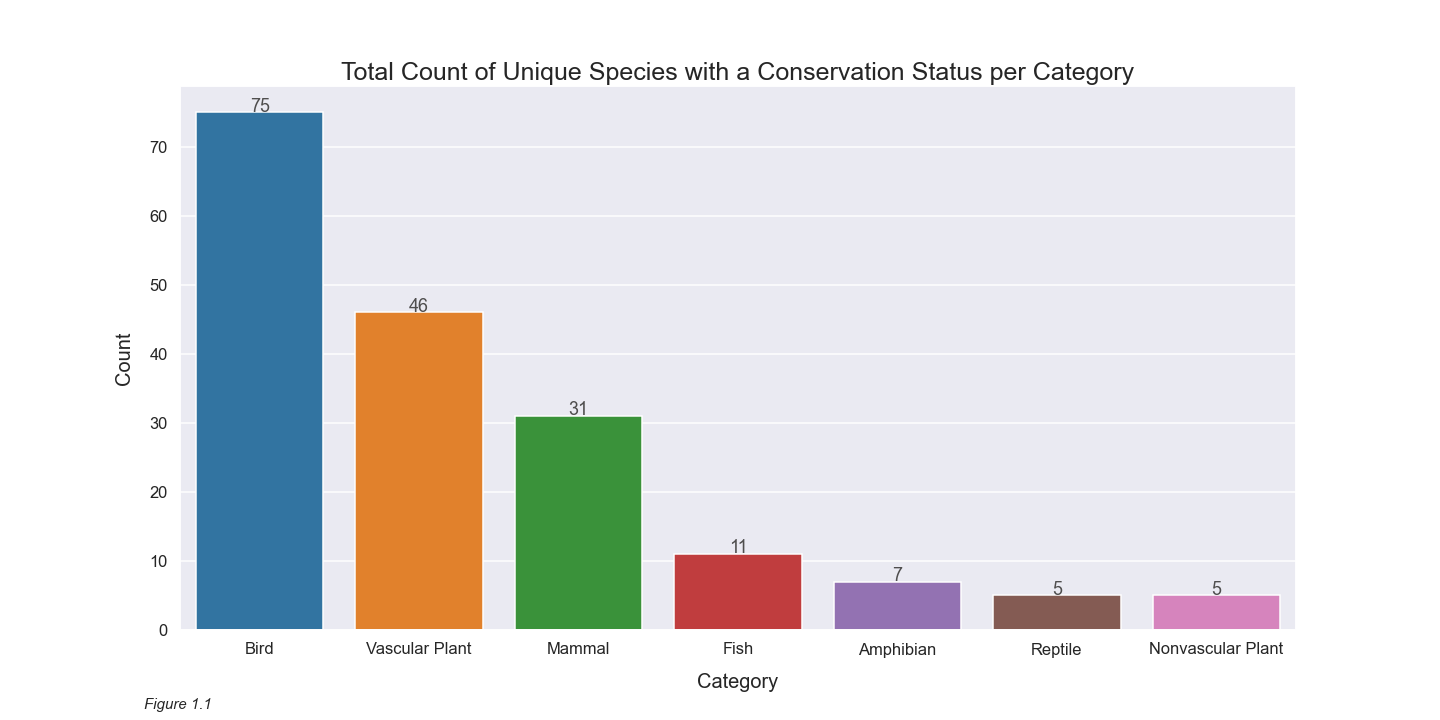 Total Count of Unique Species with a Conservation Status per Category
75
70
60
50
46
40
31
30
20
11
10
7
5
5
0
Count
Bird
Vascular Plant
Mammal
Fish
Amphibian
Reptile
Nonvascular Plant
Category
Figure 1.1